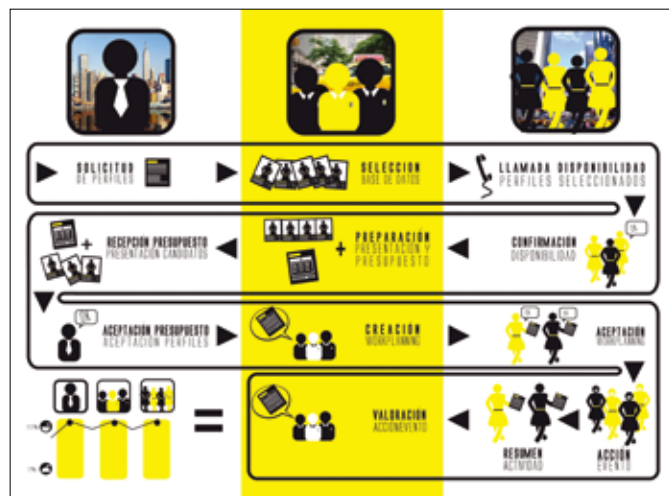 SOLICITUD
DE PERFILES
SELECCIÓN
BASE DE DATOS
LLAMADA DISPONIBILIDAD
PERFILES SELECCIONADOS
RECEPCIÓN PRESUPUESTO
PRESENTACIÓN CANDIDATOS
PREPARACIÓN
PRESENTACIÓN Y
PRESUPUESTO
CONFIRMACIÓN
DISPONIBILIDAD
ACEPTACIÓN PRESUPUESTO
ACEPTACIÓN PERFILES
CREACIÓN
WORKPLANNING
ACEPTACIÓN
WORKPLANNING
VALORACIÓN
ACCIÓN/EVENTO
RESUMEN
ACTIVIDAD
ACCIÓN
EVENTO